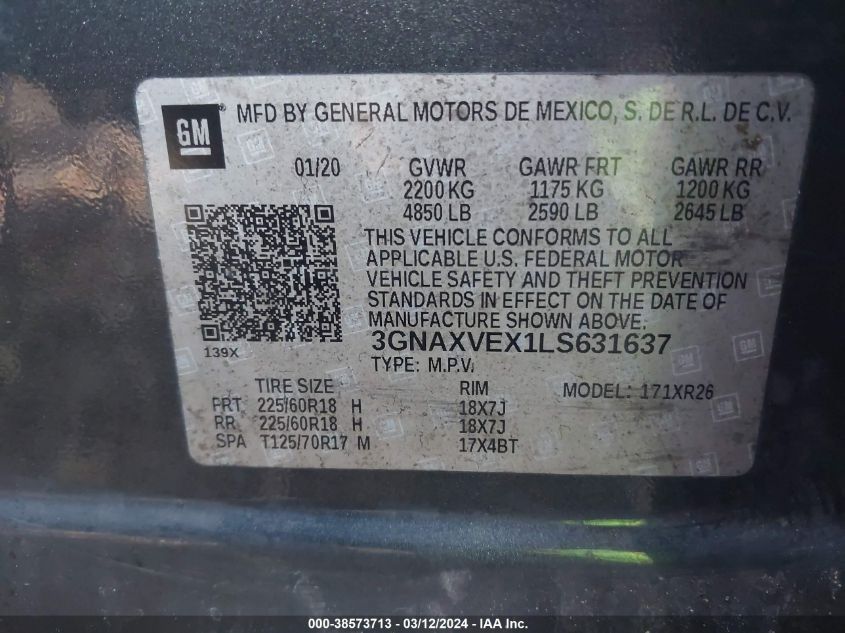 GM ® MFD BY GENERAL MOTORS DE MEXICO, S. DE R.L. DE C.V.
01/20 GVWR GAWR FRT GAWR RR
2200 KG 1175 KG 1200 KG
4850 LB 2590 LB 2645 LB
THIS VEHICLE CONFORMS TO ALL
APPLICABLE U.S. FEDERAL MOTOR
VEHICLE SAFETY AND THEFT PREVENTION
STANDARDS IN EFFECT ON THE DATE OF
MANUFACTURE SHOWN ABOVE.
139X 3GNAXVEX1LS631637
TYPE: M.P.V.
TIRE SIZE RIM MODEL: 171XR26
FRT 225/60R18 H 18X7J
RR 225/60R18 H 18X7J
SPA T125/70R17 M 17X4BT
000-38573713 - 03/12/2024 - IAAI, Inc.